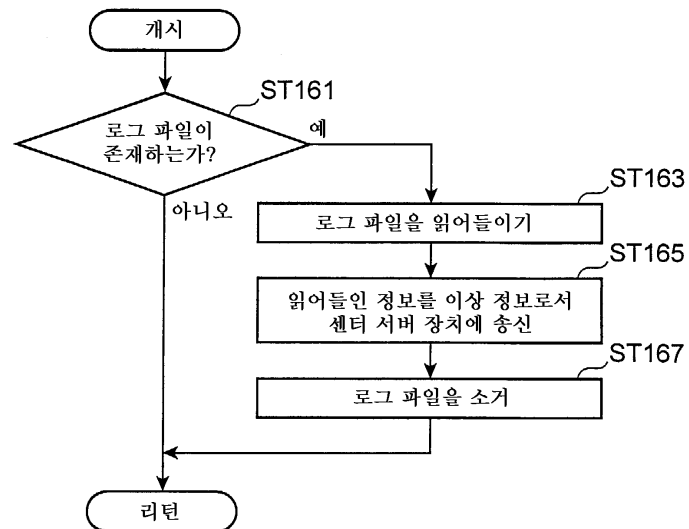 개시
ST161
로그 파일이
존재하는가?
예
아니오
ST163
로그 파일을 읽어들이기
ST165
읽어들인 정보를 이상 정보로서
센터 서버 장치에 송신
ST167
로그 파일을 소거
리턴